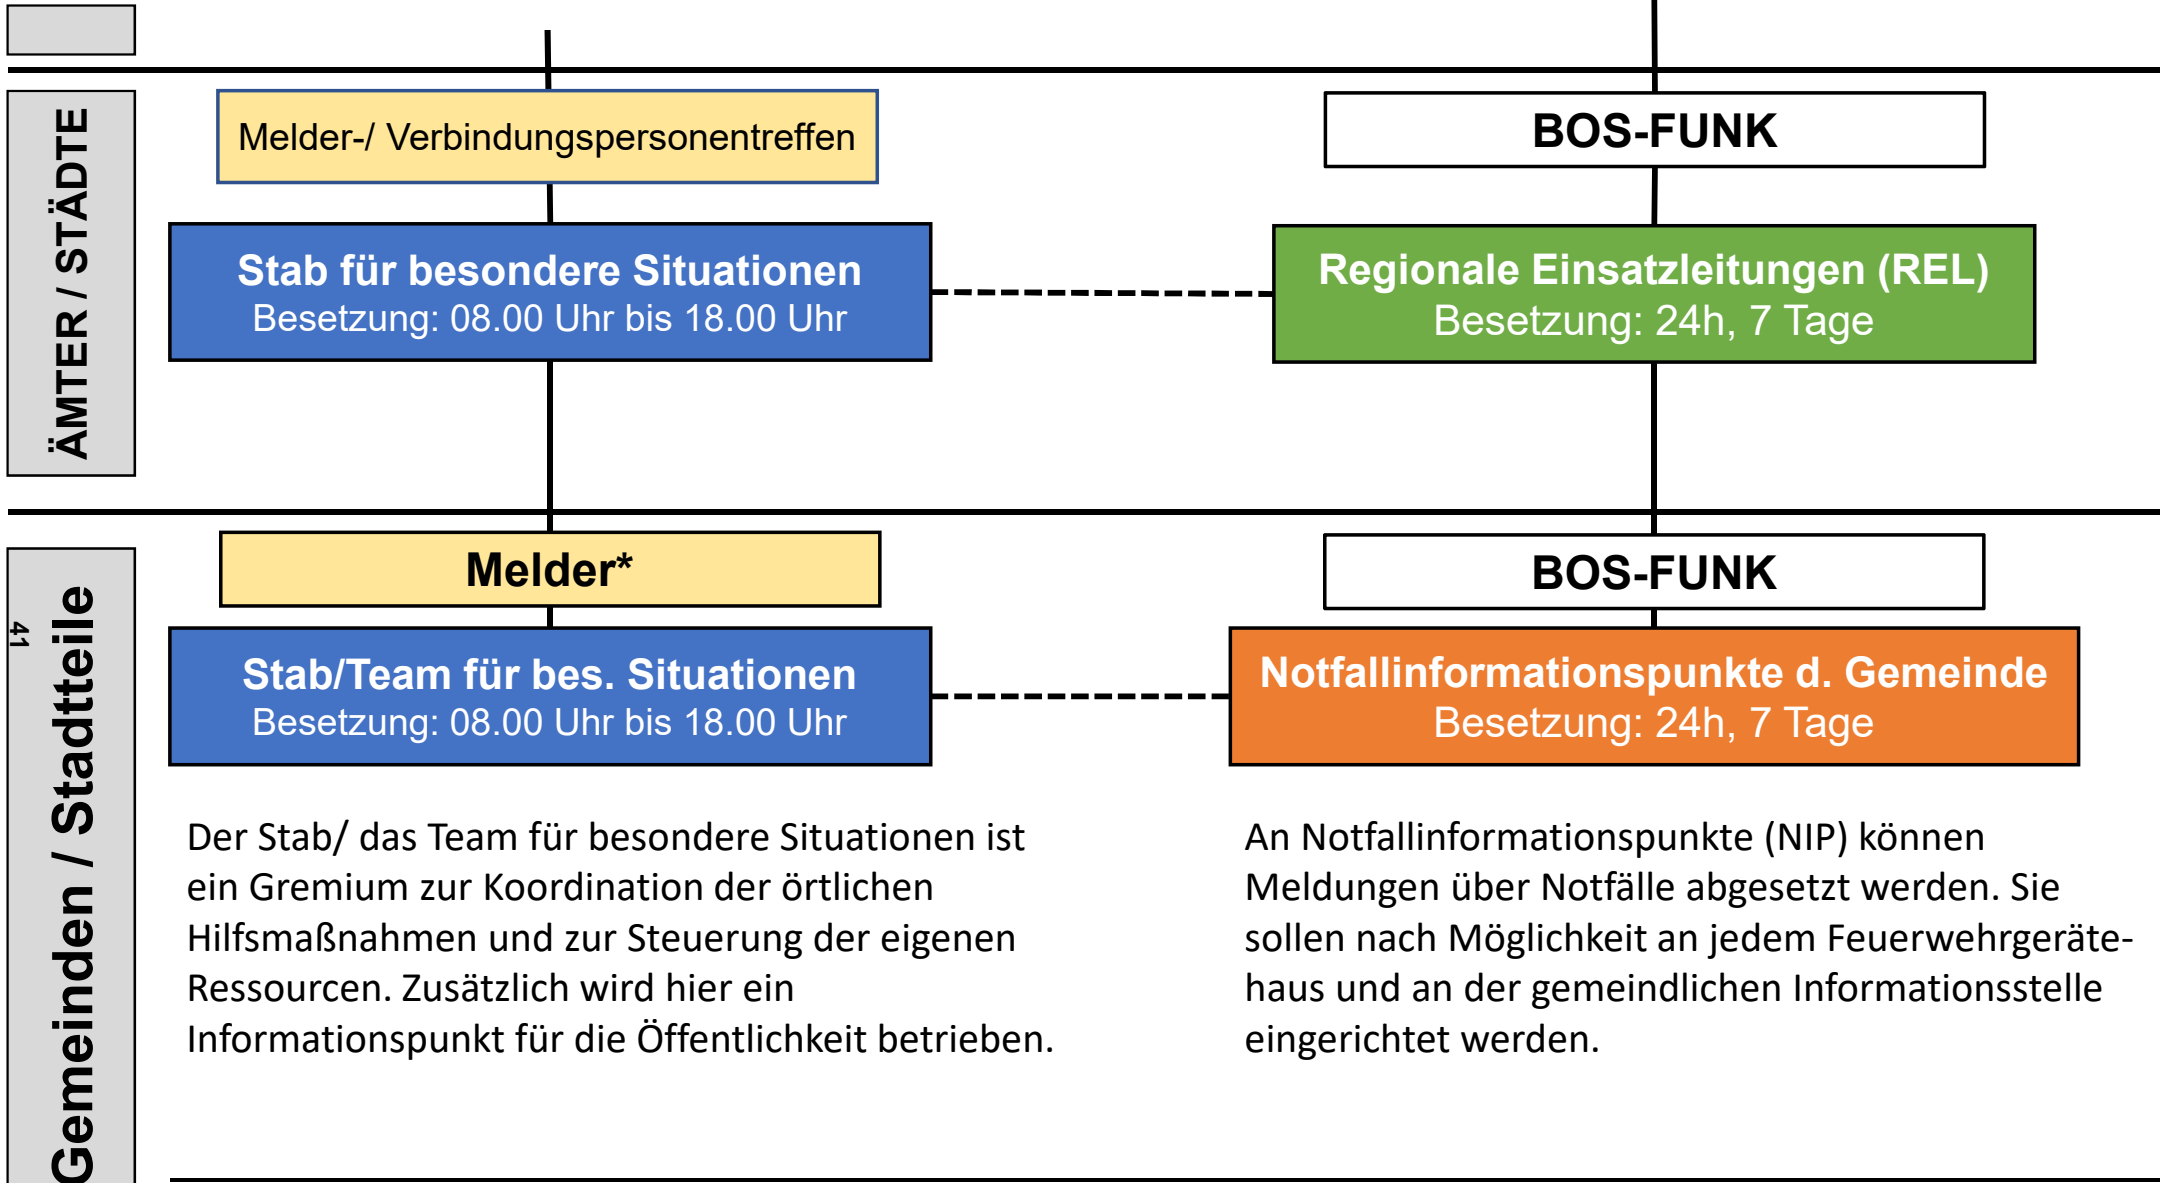 ÄMTER / STÄDTE
Melder-/ Verbindungspersonentreffen
BOS-FUNK
Stab für besondere Situationen
Besetzung: 08.00 Uhr bis 18.00 Uhr
Regionale Einsatzleitungen (REL)
Besetzung: 24h, 7 Tage
Gemeinden / Stadtteile
41
Melder*
BOS-FUNK
Stab/Team für bes. Situationen
Besetzung: 08.00 Uhr bis 18.00 Uhr
Notfallinformationspunkte d. Gemeinde
Besetzung: 24h, 7 Tage
Der Stab/ das Team für besondere Situationen ist
ein Gremium zur Koordination der örtlichen
Hilfsmaßnahmen und zur Steuerung der eigenen
Ressourcen. Zusätzlich wird hier ein
Informationspunkt für die Öffentlichkeit betrieben.
An Notfallinformationspunkte (NIP) können
Meldungen über Notfälle abgesetzt werden. Sie
sollen nach Möglichkeit an jedem Feuerwehrgeräte-
haus und an der gemeindlichen Informationsstelle
eingerichtet werden.